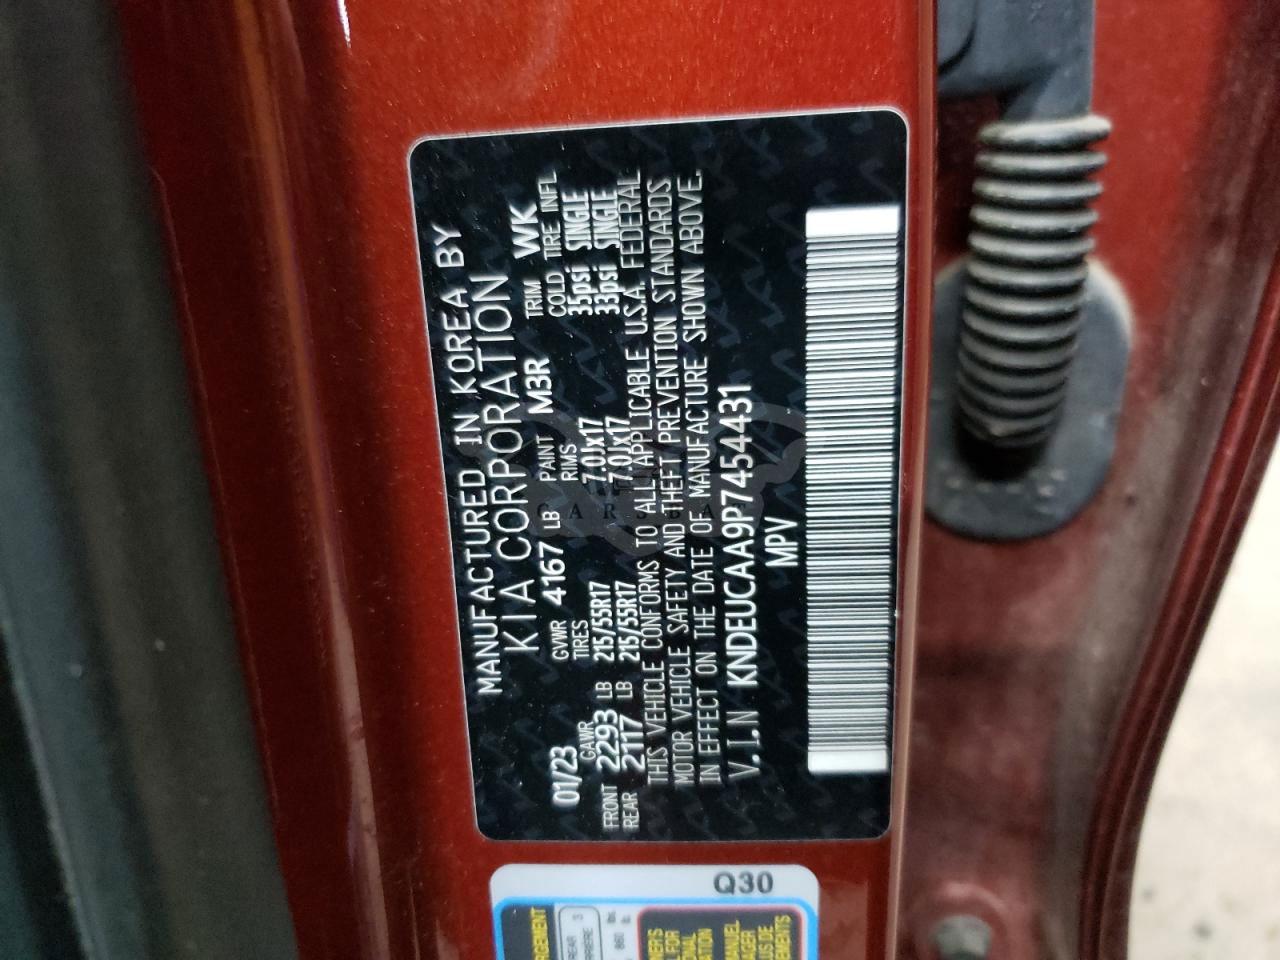 MANUFACTURED IN KOREA BY
KIA CORPORATION
01/23 GVWR 4167 LB PAINT M3R TRIM WK
GAWR TIRES RIMS COLD TIRE INFL
FRONT 2293 LB 215/55R17 7.0Jx17 35psi SINGLE
REAR 2117 LB 215/55R17 7.0Jx17 33psi SINGLE
THIS VEHICLE CONFORMS TO ALL APPLICABLE U.S.A. FEDERAL
MOTOR VEHICLE SAFETY AND THEFT PREVENTION STANDARDS
IN EFFECT ON THE DATE OF MANUFACTURE SHOWN ABOVE.
V.I.N KNDEUCAA9P7454431
MPV
Q30